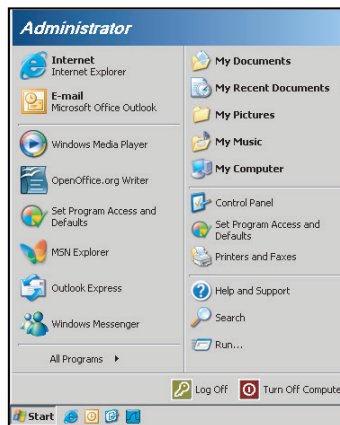 Administrator
Internet
Internet Explorer
E-mail
Microsoft Office Outlook
Windows Media Player
OpenOffice.org Writer
Set Program Access and
Defaults
MSN Explorer
Outlook Express
Windows Messenger
All Programs
My Documents
My Recent Documents
My Pictures
My Music
My Computer
Control Panel
Set Program Access and
Defaults
Printers and Faxes
Help and Support
Search
Run...
Log Off
Turn Off Compute
Start